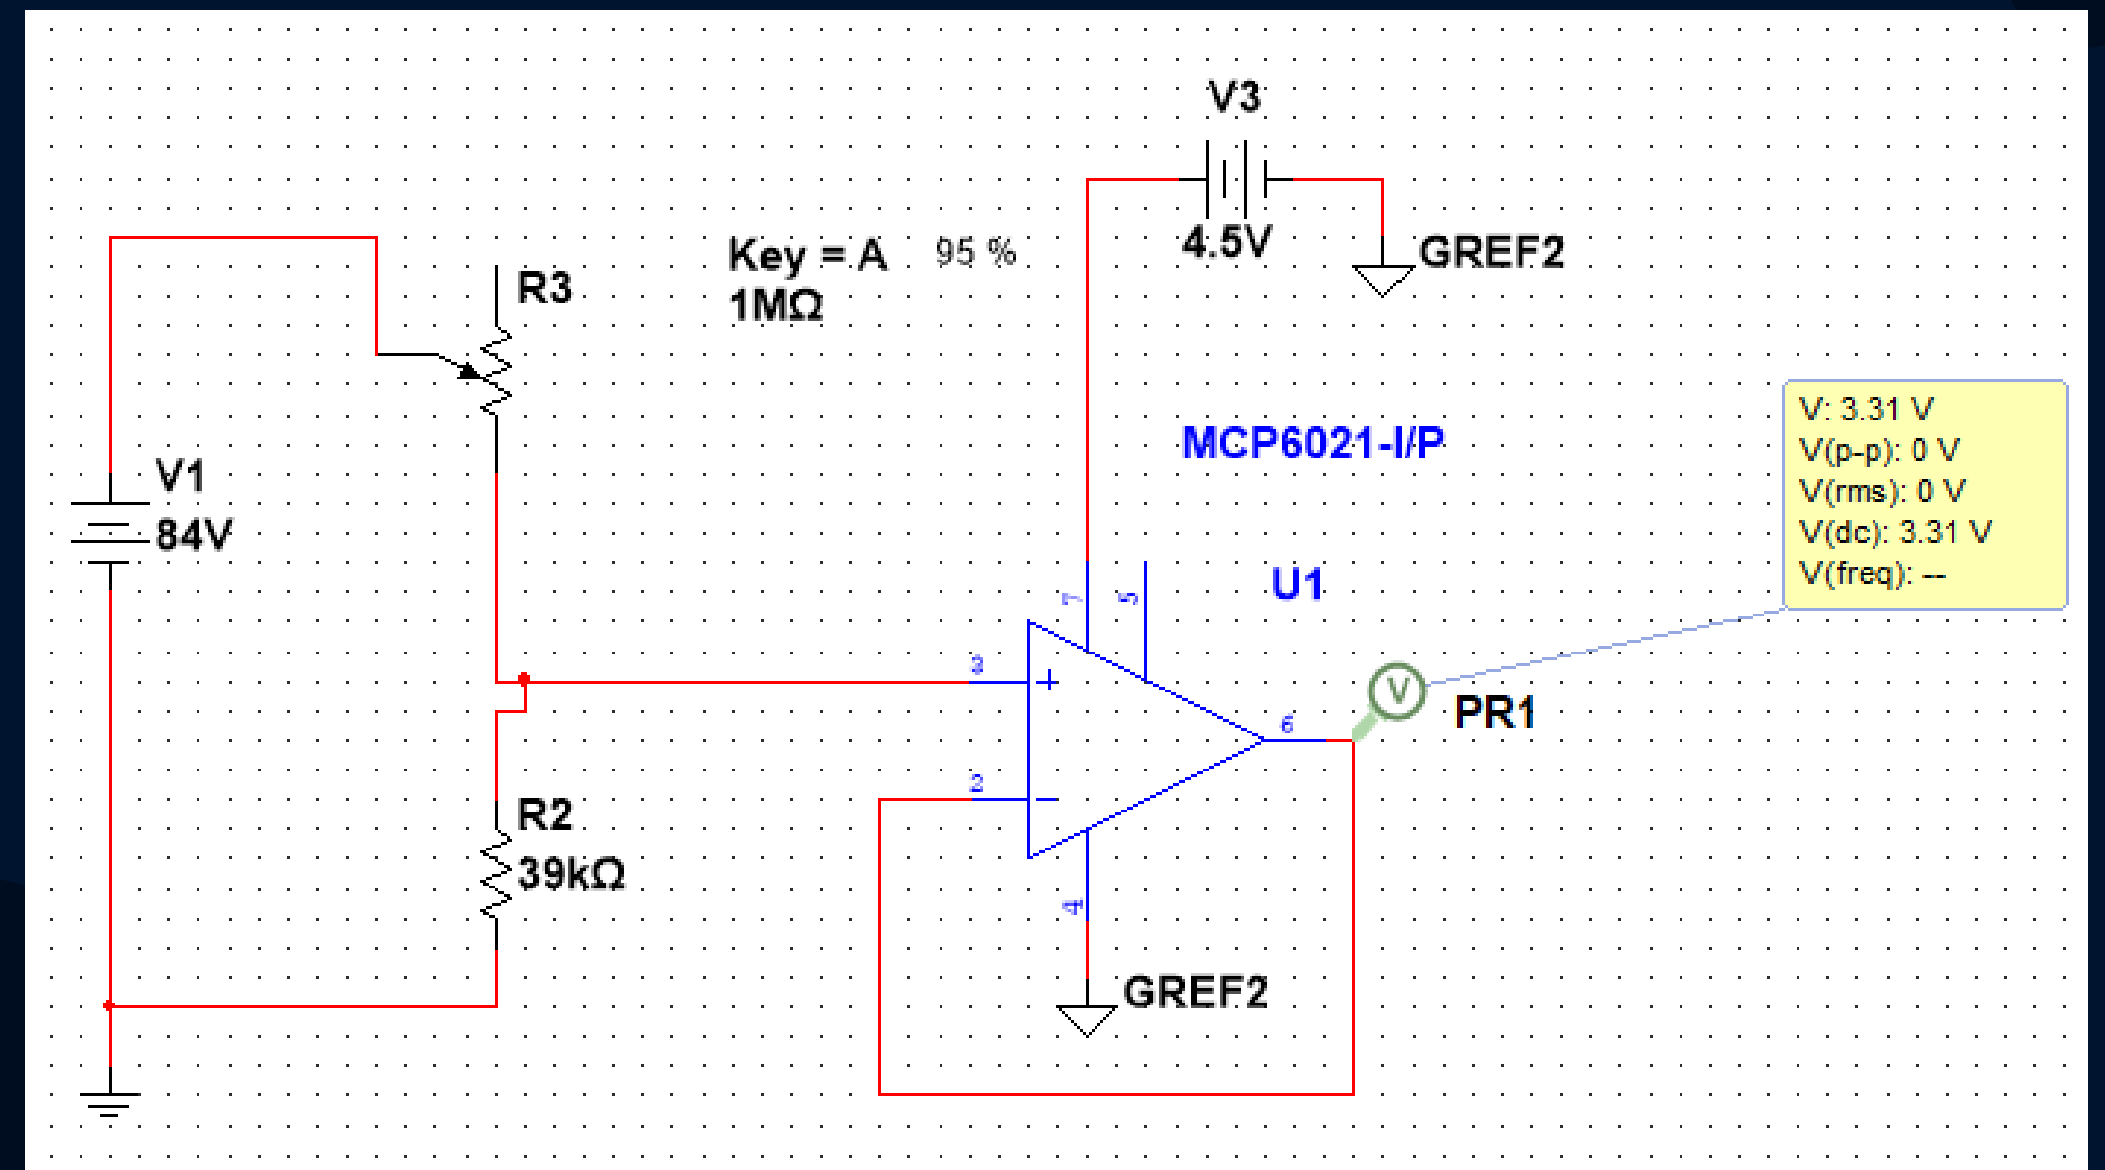 V3
4.5V
GREF2
Key = A 95 %
1MΩ
R3
V: 3.31 V
V(p-p): 0 V
V(rms): 0 V
V(dc): 3.31 V
V(freq): --
MCP6021-I/P
V1
84V
U1
7
5
3
+
6
V
PR1
2
−
R2
39kΩ
4
GREF2